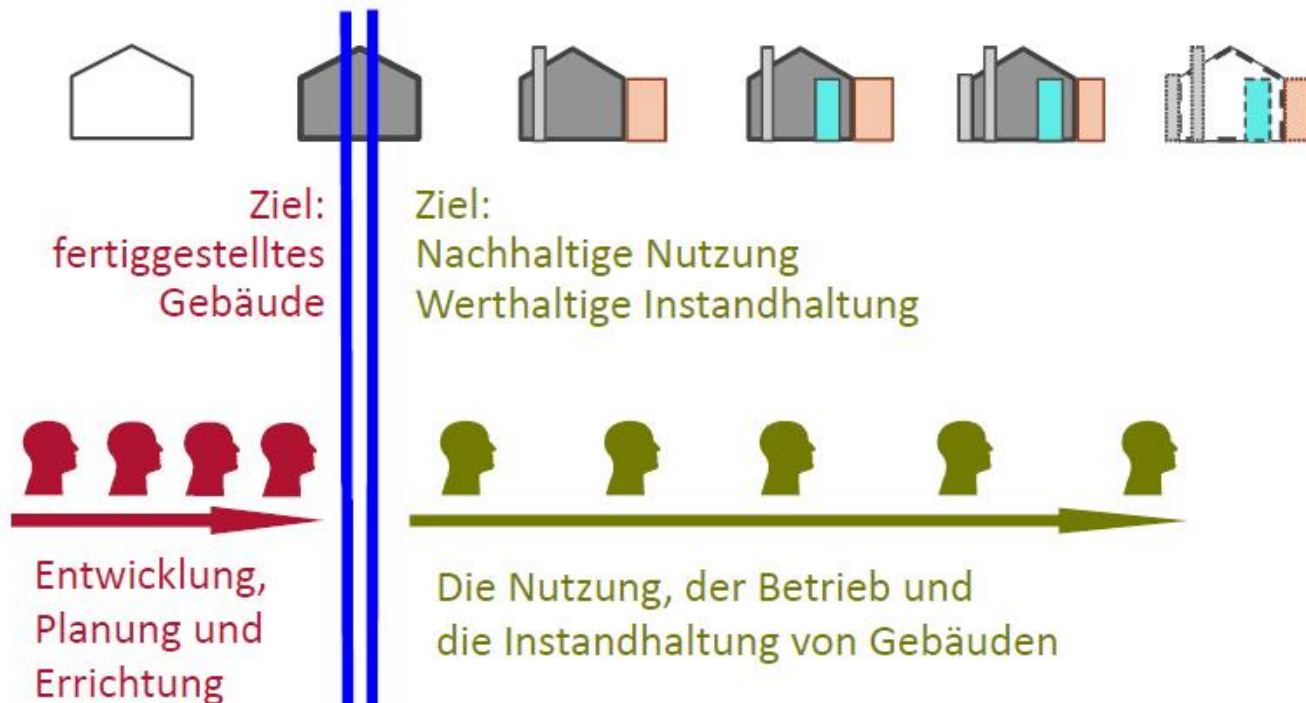 Ziel:
fertiggestelltes
Gebäude
Ziel:
Nachhaltige Nutzung
Werthaltige Instandhaltung
Entwicklung,
Planung und
Errichtung
Die Nutzung, der Betrieb und
die Instandhaltung von Gebäuden